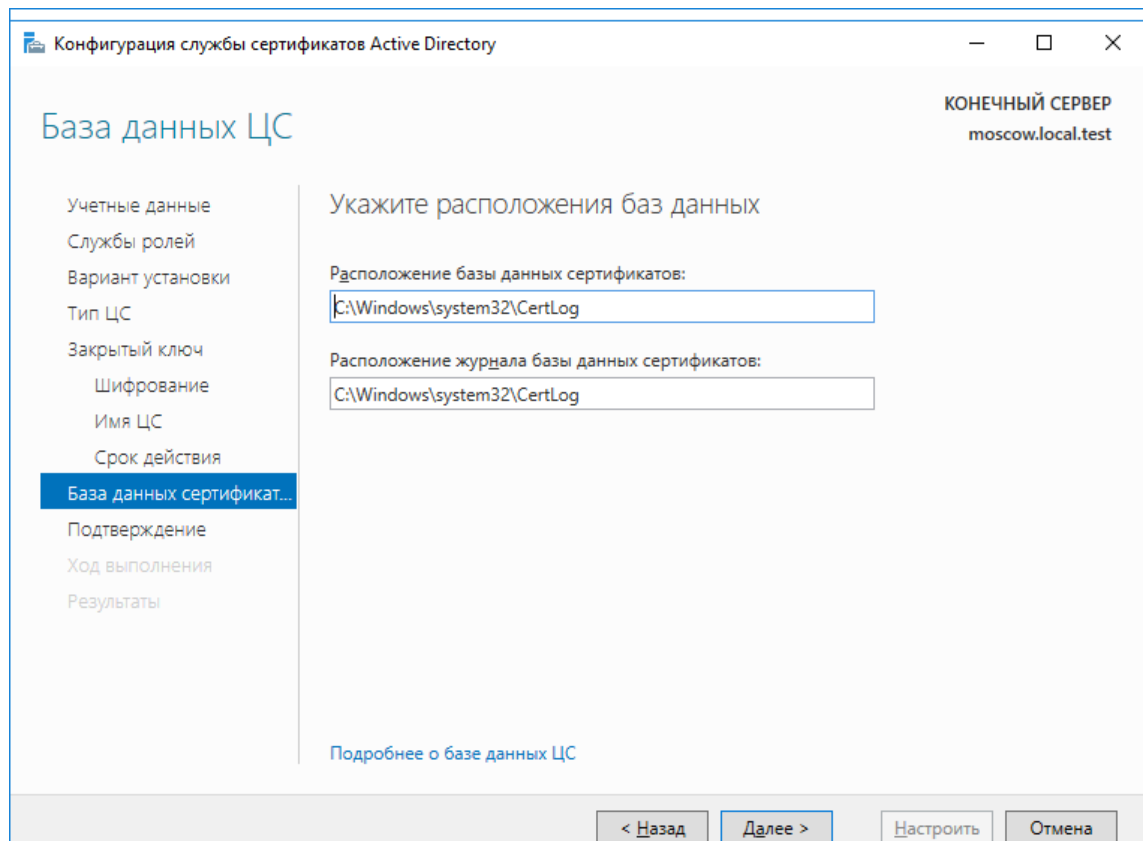 Конфигурация службы сертификатов Active Directory
База данных ЦС
КОНЕЧНЫЙ СЕРВЕР
moscow.local.test
Учетные данные
Службы ролей
Вариант установки
Тип ЦС
Закрытый ключ
Шифрование
Имя ЦС
Срок действия
База данных сертификат...
Подтверждение
Ход выполнения
Результаты
Укажите расположения баз данных
Расположение базы данных сертификатов:
C:\Windows\system32\CertLog
Расположение журнала базы данных сертификатов:
C:\Windows\system32\CertLog
Подробнее о базе данных ЦС
< Назад
Далее >
Настроить
Отмена